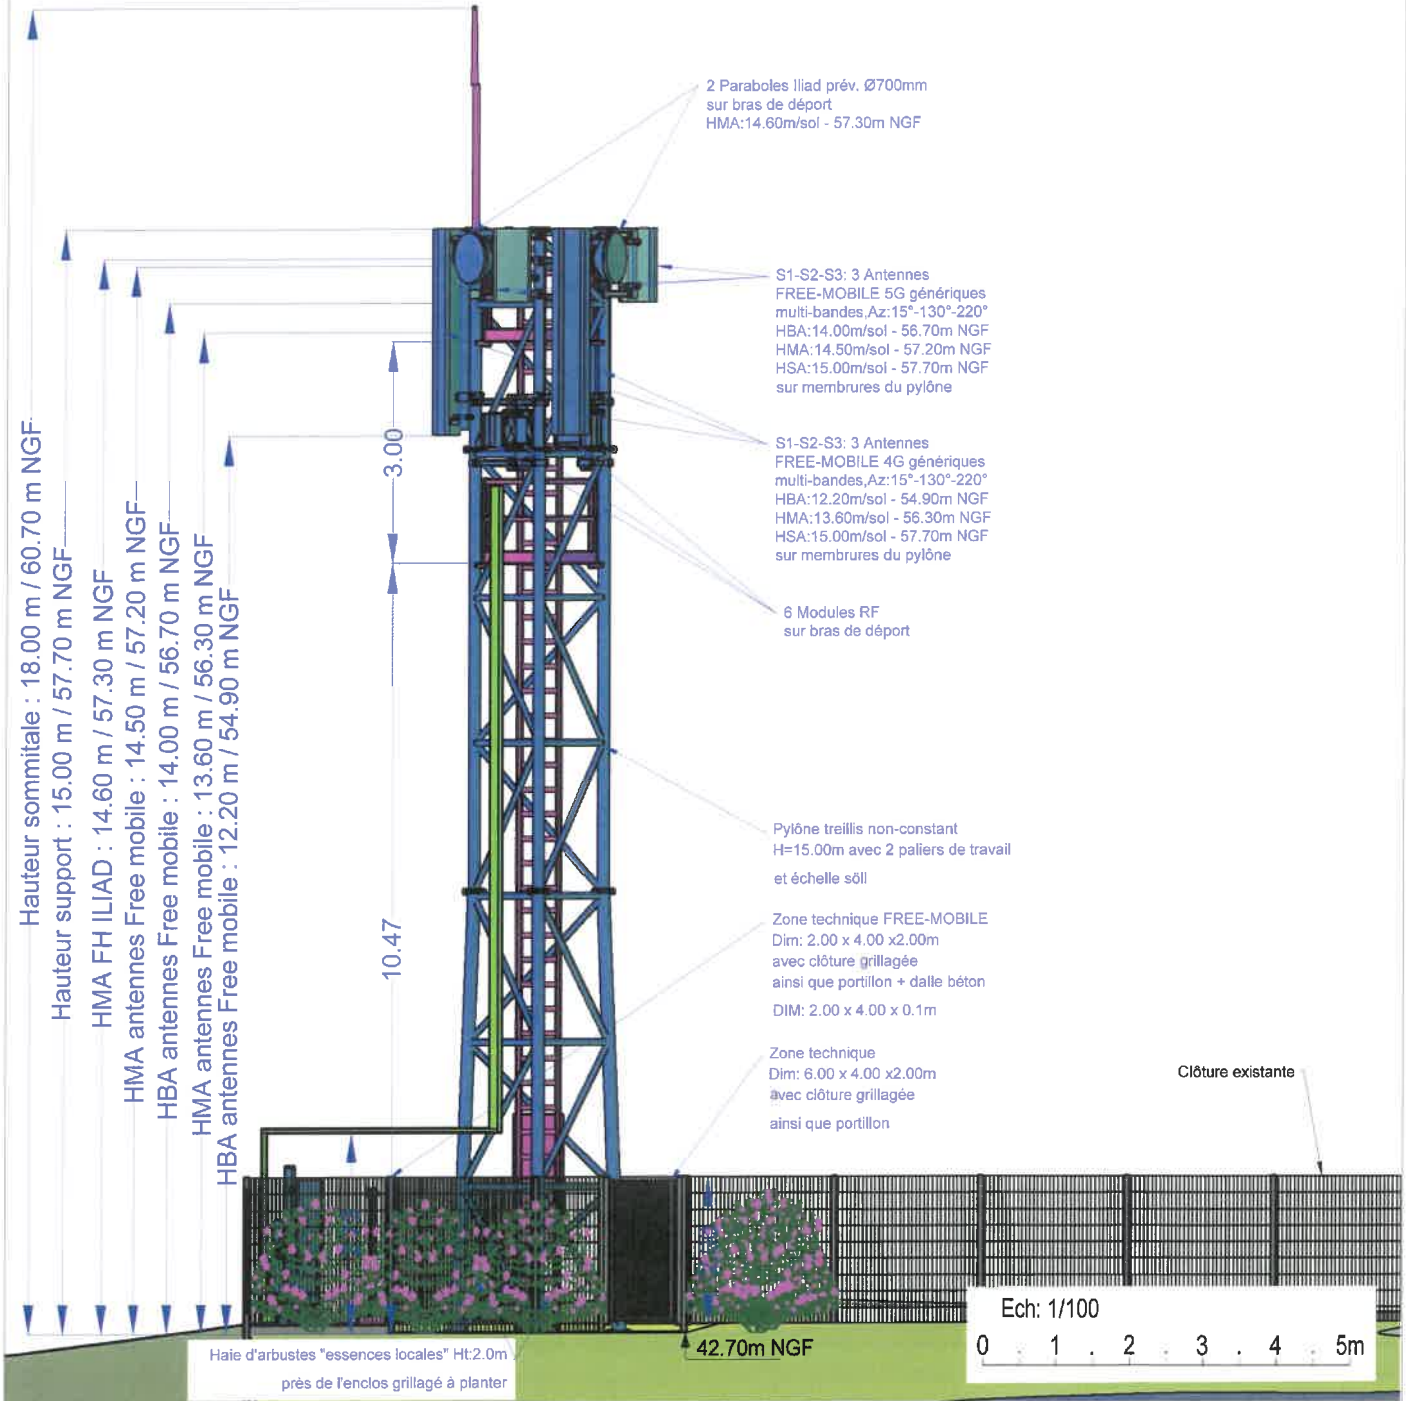 2 Paraboles Iliad prév. Ø700mm
sur bras de déport
HMA:14.60m/sol - 57.30m NGF
S1-S2-S3: 3 Antennes
FREE-MOBILE 5G génériques
multi-bandes,Az:15°-130°-220°
HBA:14.00m/sol - 56.70m NGF
HMA:14.50m/sol - 57.20m NGF
HSA:15.00m/sol - 57.70m NGF
sur membrures du pylône
S1-S2-S3: 3 Antennes
FREE-MOBILE 4G génériques
multi-bandes,Az:15°-130°-220°
HBA:12.20m/sol - 54.90m NGF
HMA:13.60m/sol - 56.30m NGF
HSA:15.00m/sol - 57.70m NGF
sur membrures du pylône
6 Modules RF
sur bras de déport
Pylône treillis non-constant
H=15.00m avec 2 paliers de travail
et échelle söll
Zone technique FREE-MOBILE
Dim: 2.00 x 4.00 x2.00m
avec clôture grillagée
ainsi que portillon + dalle béton
DIM: 2.00 x 4.00 x 0.1m
Zone technique
Dim: 6.00 x 4.00 x2.00m
avec clôture grillagée
ainsi que portillon
Clôture existante
Hauteur sommitale : 18.00 m / 60.70 m NGF
Hauteur support : 15.00 m / 57.70 m NGF
HMA FH ILIAD : 14.60 m / 57.30 m NGF
HMA antennes Free mobile : 14.50 m / 57.20 m NGF
HBA antennes Free mobile : 14.00 m / 56.70 m NGF
HMA antennes Free mobile : 13.60 m / 56.30 m NGF
HBA antennes Free mobile : 12.20 m / 54.90 m NGF
3.00
10.47
Haie d'arbustes "essences locales" Ht:2.0m
près de l'enclos grillagé à planter
42.70m NGF
Ech: 1/100
0 . 1 . 2 . 3 . 4 . 5m